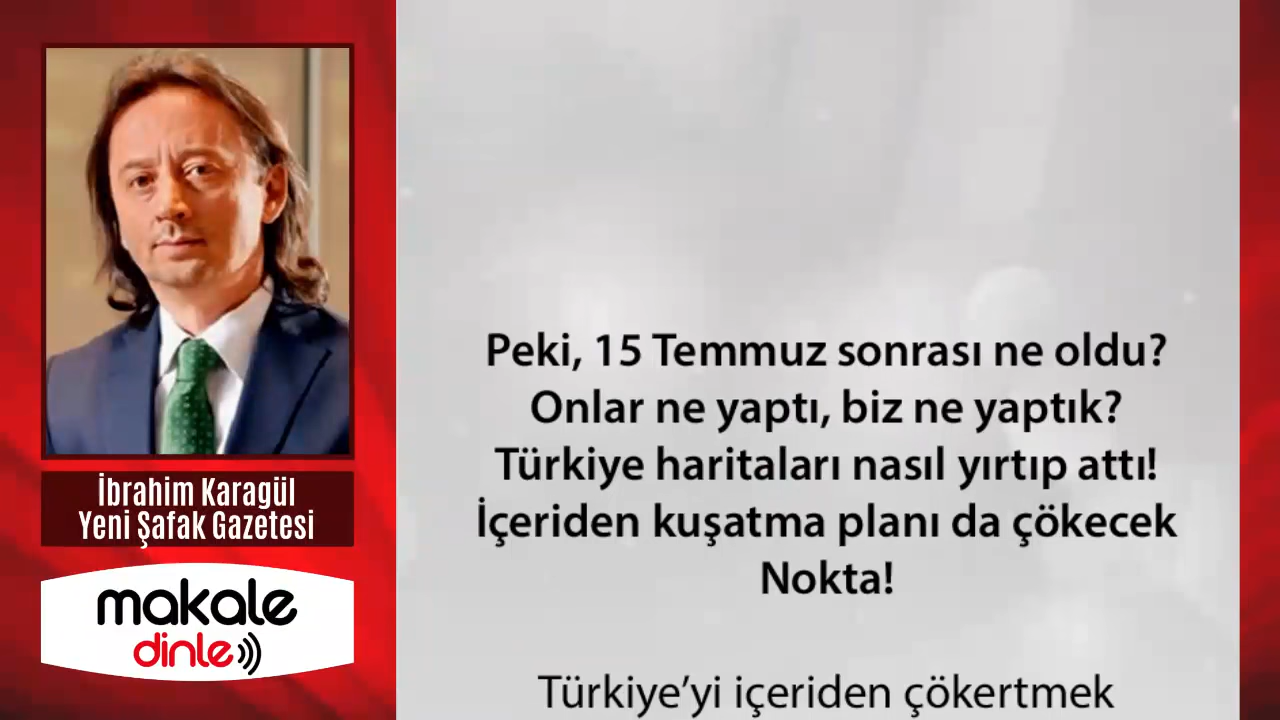 İbrahim Karagül
Yeni Şafak Gazetesi
makale
dinle
Peki, 15 Temmuz sonrası ne oldu?
Onlar ne yaptı, biz ne yaptık?
Türkiye haritaları nasıl yırtıp attı!
İçeriden kuşatma planı da çökecek
Nokta!
Türkiye’yi içeriden çökertmek